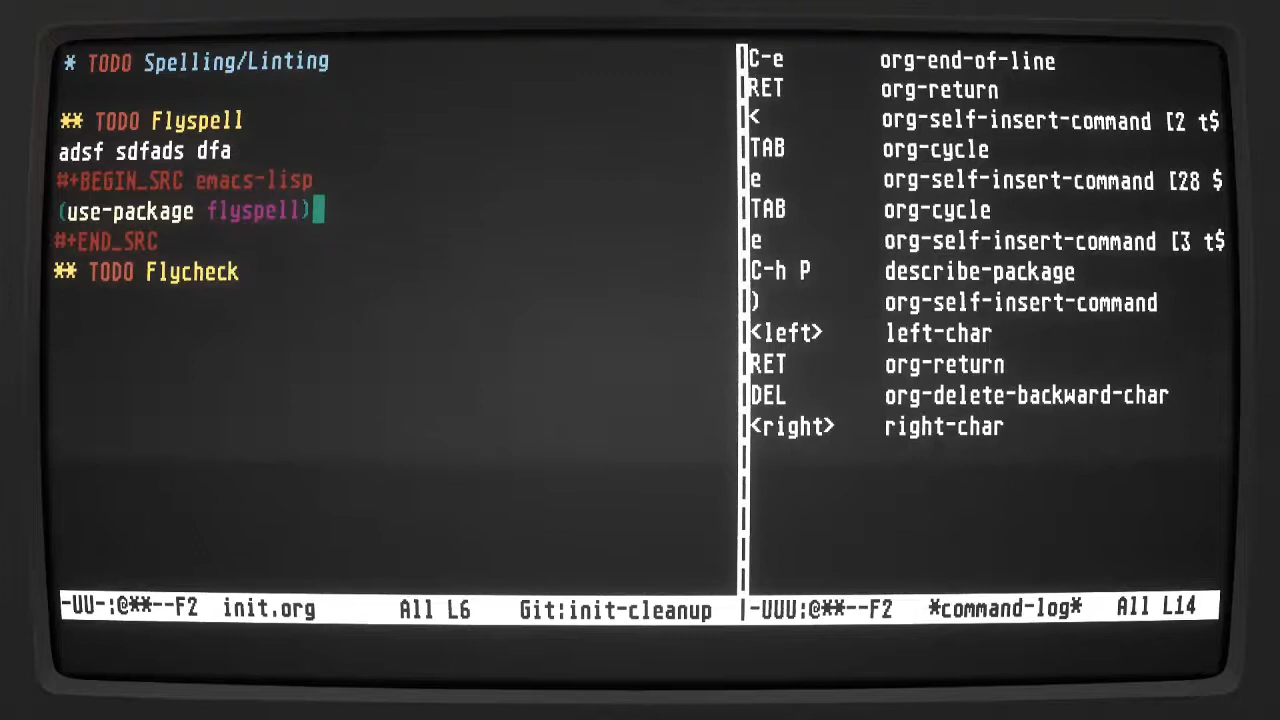 * TODO Spelling/Linting
** TODO Flyspell
adsf sdfads dfa
#+BEGIN_SRC emacs-lisp
(use-package flyspell)
#+END_SRC
** TODO Flycheck
-UU-:@**--F2 init.org All L6 Git:init-cleanup
C-e org-end-of-line
RET org-return
< org-self-insert-command [2 t$
TAB org-cycle
e org-self-insert-command [28 $
TAB org-cycle
e org-self-insert-command [3 t$
C-h P describe-package
) org-self-insert-command
<left> left-char
RET org-return
DEL org-delete-backward-char
<right> right-char
|-UUU:@**--F2 *command-log* All L14